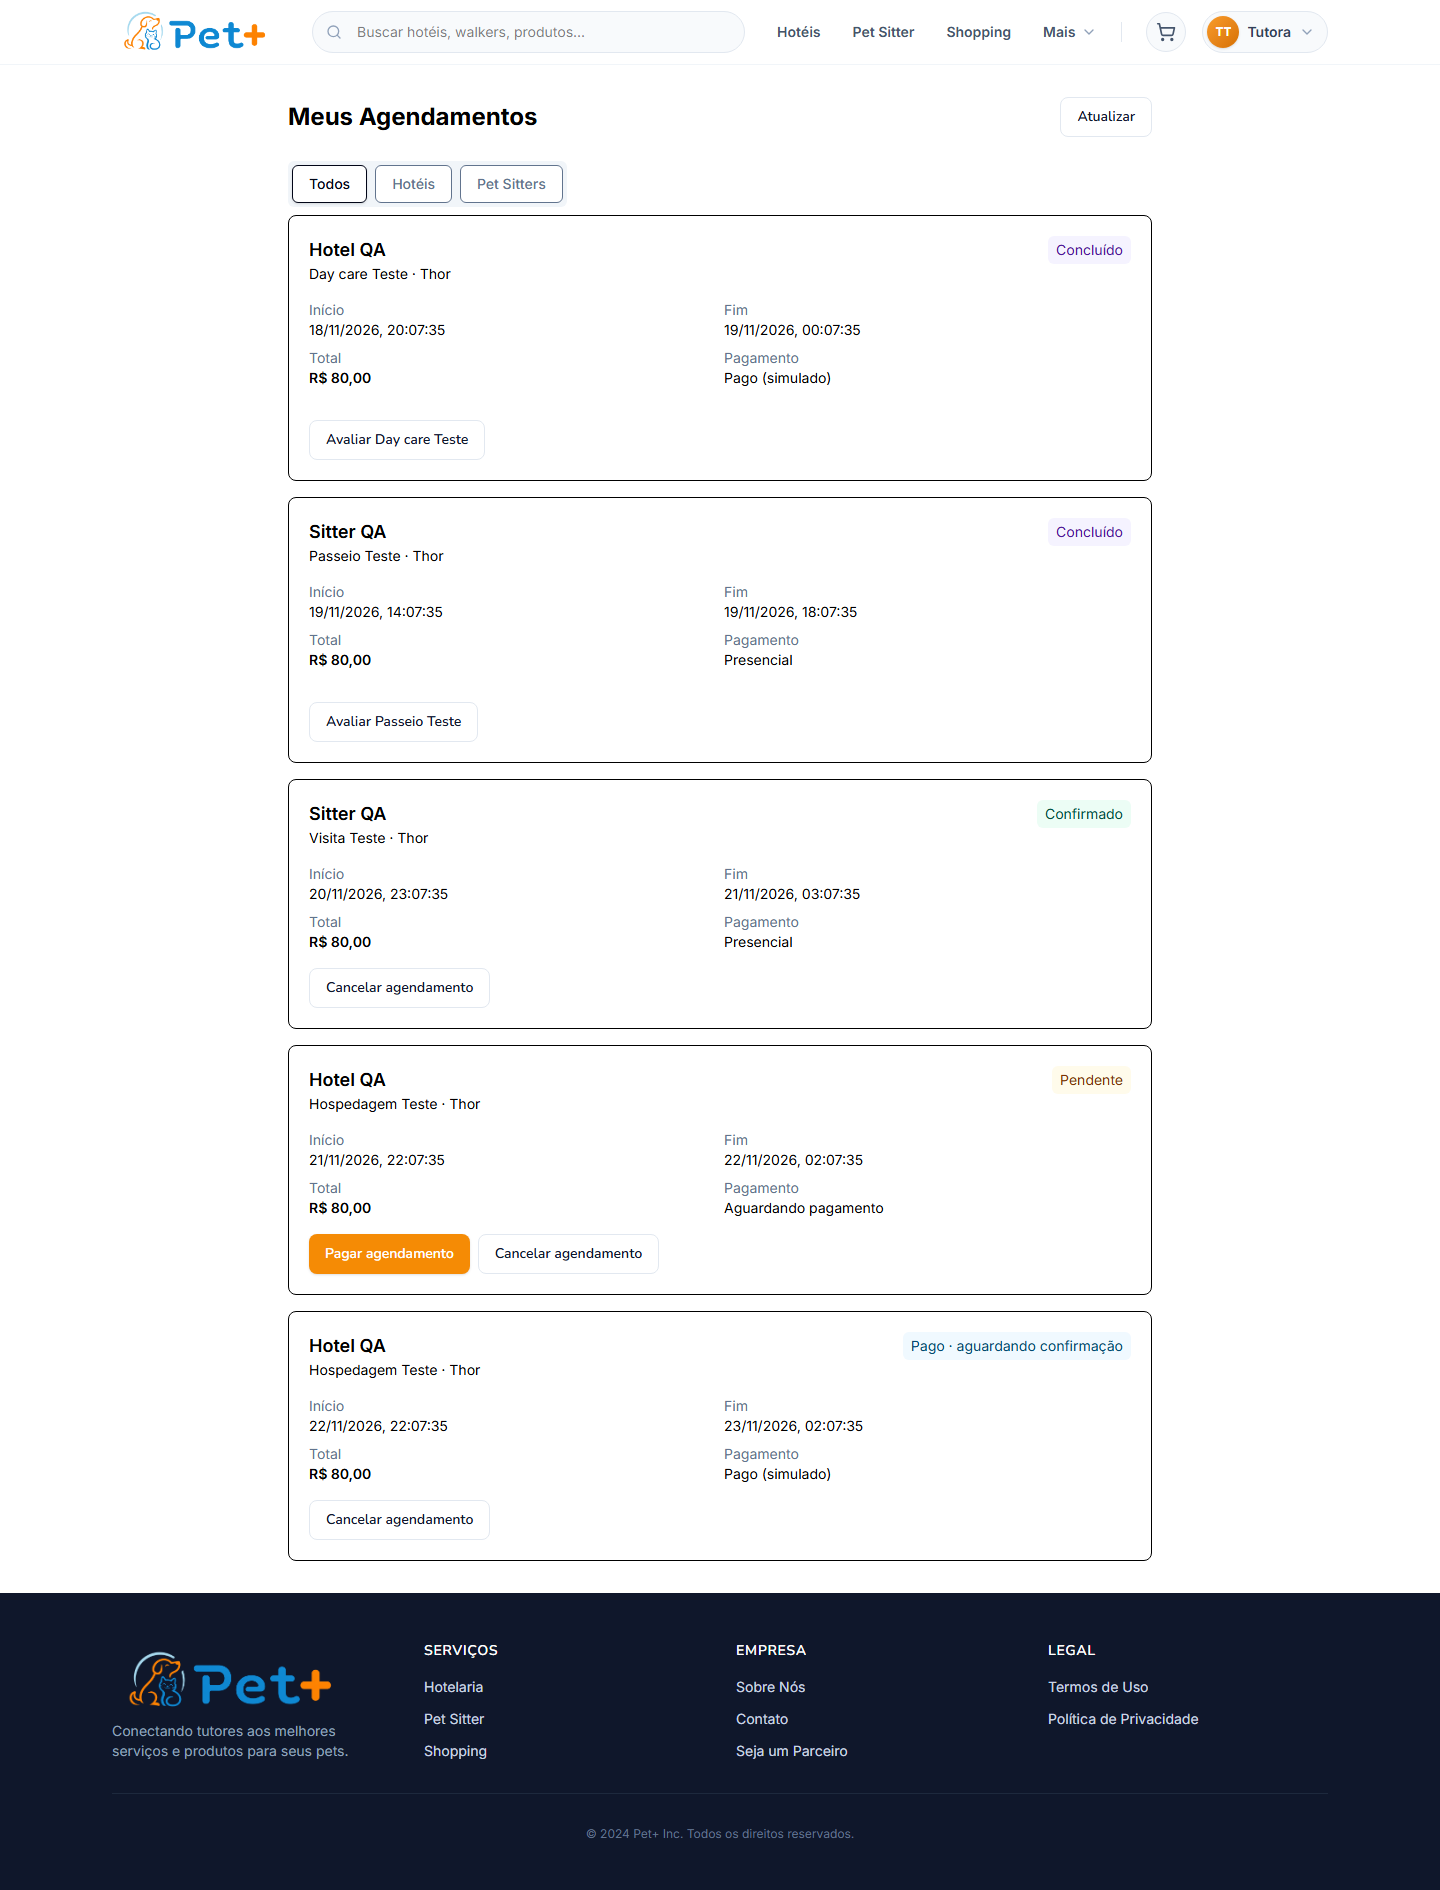 Pet+
Buscar hotéis, walkers, produtos...
Hotéis
Pet Sitter
Shopping
Mais
TT
Tutora
Meus Agendamentos
Atualizar
Todos
Hotéis
Pet Sitters
Hotel QA
Concluído
Day care Teste · Thor
Início
Fim
18/11/2026, 20:07:35
19/11/2026, 00:07:35
Total
Pagamento
R$ 80,00
Pago (simulado)
Avaliar Day care Teste
Sitter QA
Concluído
Passeio Teste · Thor
Início
Fim
19/11/2026, 14:07:35
19/11/2026, 18:07:35
Total
Pagamento
R$ 80,00
Presencial
Avaliar Passeio Teste
Sitter QA
Confirmado
Visita Teste · Thor
Início
Fim
20/11/2026, 23:07:35
21/11/2026, 03:07:35
Total
Pagamento
R$ 80,00
Presencial
Cancelar agendamento
Hotel QA
Pendente
Hospedagem Teste · Thor
Início
Fim
21/11/2026, 22:07:35
22/11/2026, 02:07:35
Total
Pagamento
R$ 80,00
Aguardando pagamento
Pagar agendamento
Cancelar agendamento
Hotel QA
Pago · aguardando confirmação
Hospedagem Teste · Thor
Início
Fim
22/11/2026, 22:07:35
23/11/2026, 02:07:35
Total
Pagamento
R$ 80,00
Pago (simulado)
Cancelar agendamento
Pet+
Conectando tutores aos melhores
serviços e produtos para seus pets.
SERVIÇOS
Hotelaria
Pet Sitter
Shopping
EMPRESA
Sobre Nós
Contato
Seja um Parceiro
LEGAL
Termos de Uso
Política de Privacidade
© 2024 Pet+ Inc. Todos os direitos reservados.